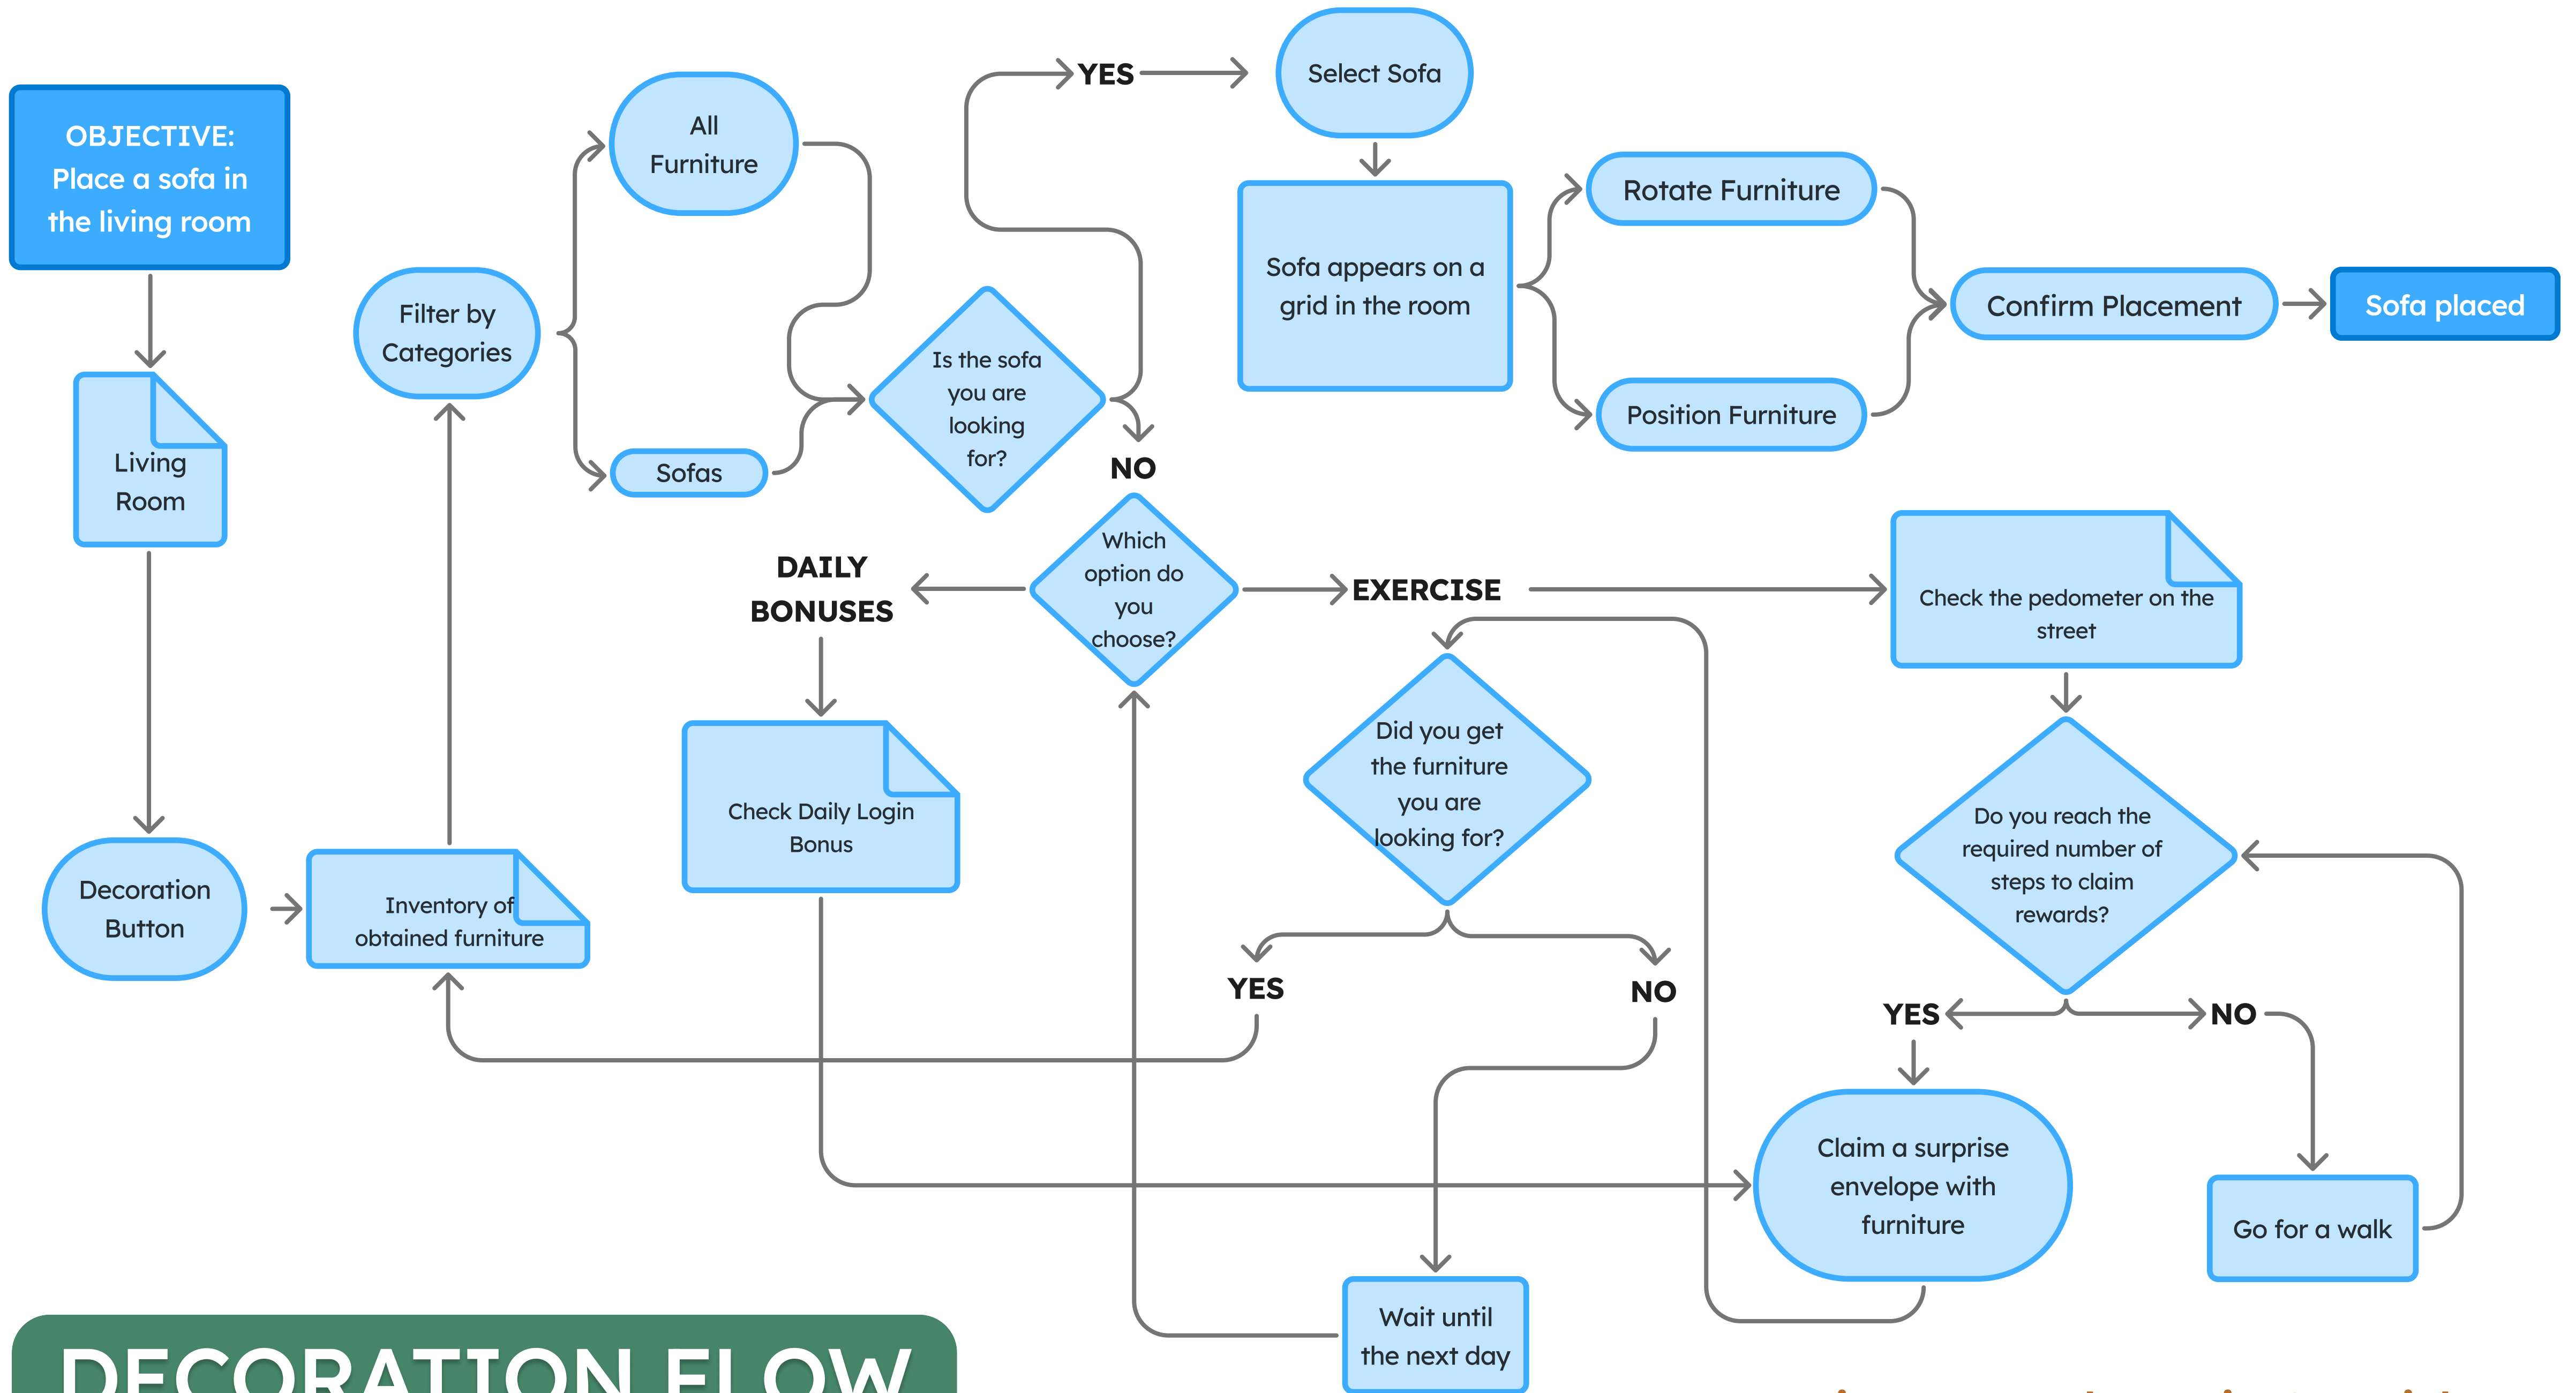 OBJECTIVE:
Place a sofa in
the living room
Living
Room
Decoration
Button
Inventory of
obtained furniture
Filter by
Categories
All
Furniture
Sofas
Is the sofa
you are
looking
for?
YES
Select Sofa
Sofa appears on a
grid in the room
Rotate Furniture
Position Furniture
Confirm Placement
Sofa placed
NO
Which
option do
you
choose?
DAILY
BONUSES
Check Daily Login
Bonus
EXERCISE
Check the pedometer on the
street
Do you reach the
required number of
steps to claim
rewards?
YES
NO
Go for a walk
Claim a surprise
envelope with
furniture
Did you get
the furniture
you are
looking for?
YES
NO
Wait until
the next day
DECORATION FLOW